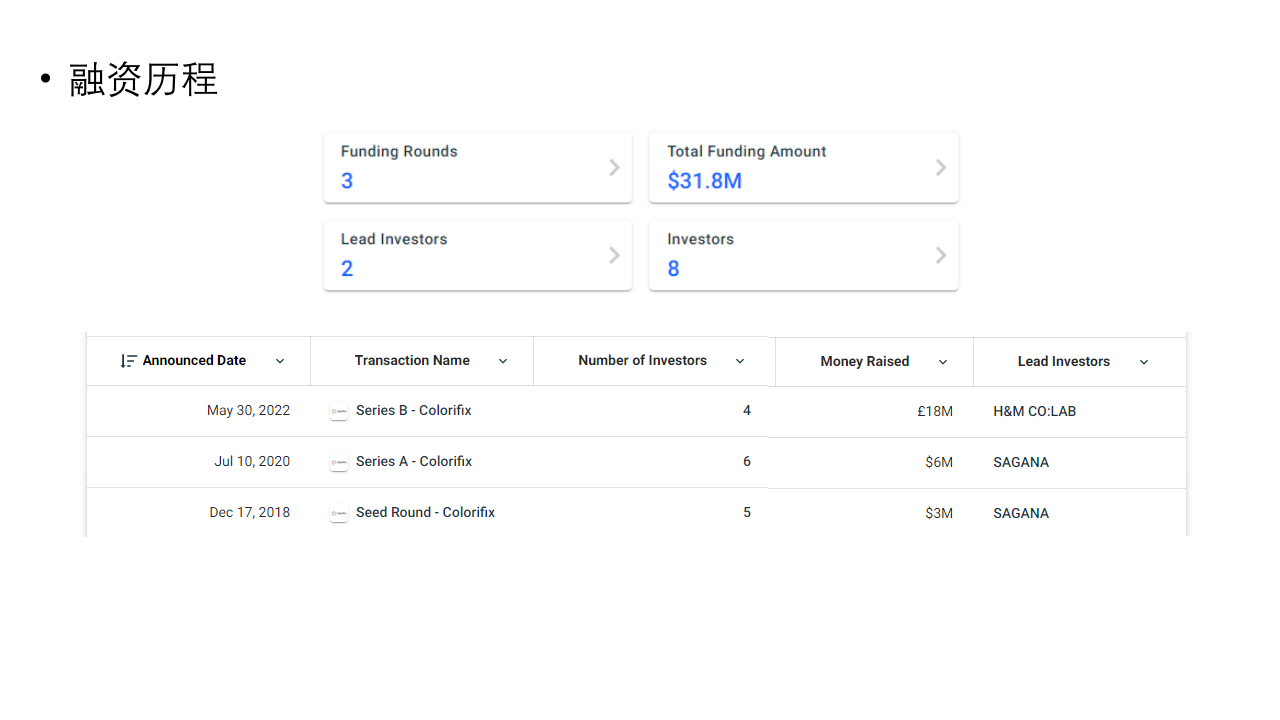 • 融资历程
Funding Rounds
3
Total Funding Amount
$31.8M
Lead Investors
2
Investors
8
Announced Date Transaction Name Number of Investors Money Raised Lead Investors
May 30, 2022 Series B - Colorifix 4 £18M H&M CO:LAB
Jul 10, 2020 Series A - Colorifix 6 $6M SAGANA
Dec 17, 2018 Seed Round - Colorifix 5 $3M SAGANA